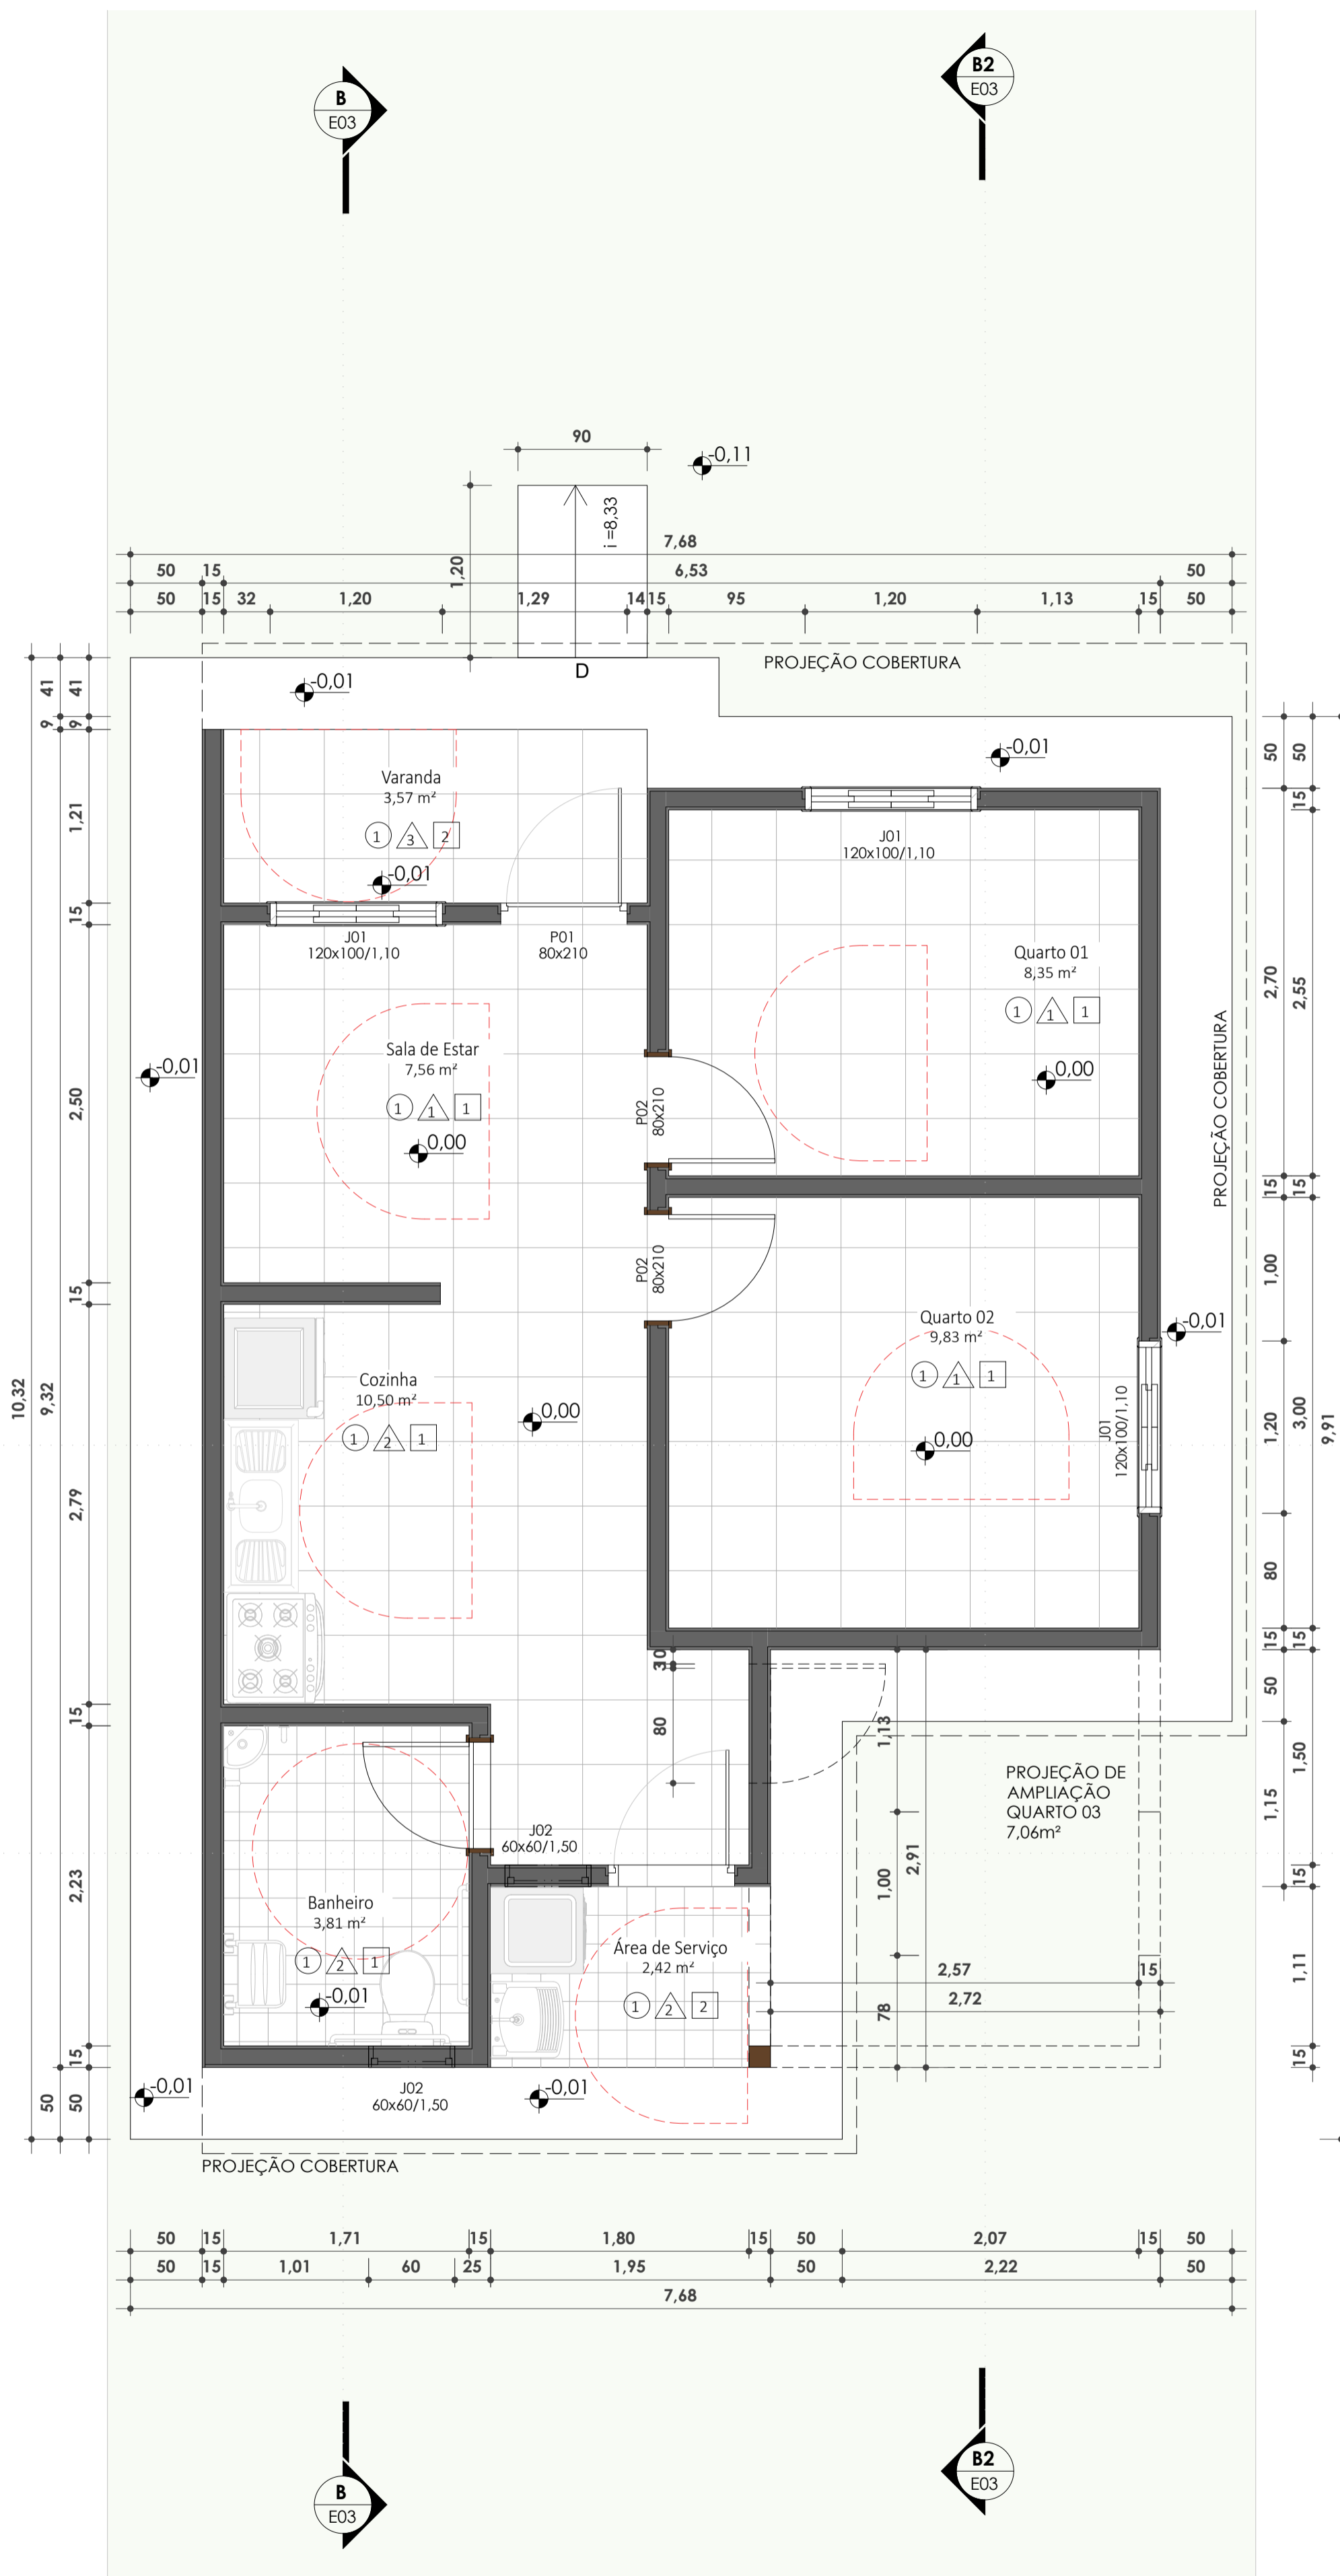 B
E03
B2
E03
90
-0,11
i =8,33
1,20
7,68
50
15
6,53
50
50
15
32
1,20
1,29
14
15
95
1,20
1,13
15
50
D
PROJEÇÃO COBERTURA
-0,01
-0,01
41
41
9
9
50
50
Varanda
3,57 m²
1
3
2
-0,01
1,21
15
15
J01
120x100/1,10
J01
120x100/1,10
P01
80x210
Quarto 01
8,35 m²
1
1
1
0,00
2,70
2,55
PROJEÇÃO COBERTURA
-0,01
Sala de Estar
7,56 m²
1
1
1
0,00
2,50
P02
80x210
15
15
P02
80x210
1,00
15
Quarto 02
9,83 m²
1
1
1
0,00
-0,01
Cozinha
10,50 m²
1
2
1
0,00
10,32
9,32
J01
120x100/1,10
1,20
3,00
9,91
2,79
80
15
15
10
3
80
50
15
1,13
1,50
1,15
PROJEÇÃO DE
AMPLIAÇÃO
QUARTO 03
7,06m²
J02
60x60/1,50
2,23
Banheiro
3,81 m²
1
2
1
-0,01
1,00
2,91
15
Área de Serviço
2,42 m²
1
2
2
2,57
15
2,72
78
1,11
15
15
50
50
-0,01
J02
60x60/1,50
-0,01
PROJEÇÃO COBERTURA
50
15
1,71
15
1,80
15
50
2,07
15
50
50
15
1,01
60
25
1,95
50
2,22
50
7,68
B
E03
B2
E03